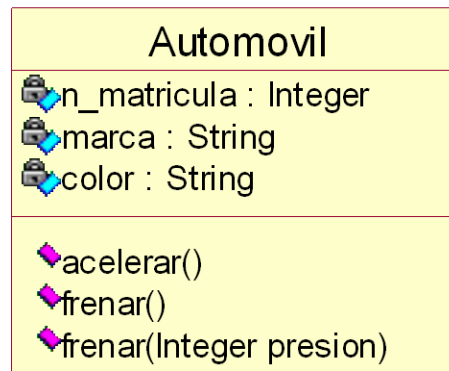 Automovil
n_matricula : Integer
marca : String
color : String
acelerar()
frenar()
frenar(Integer presion)